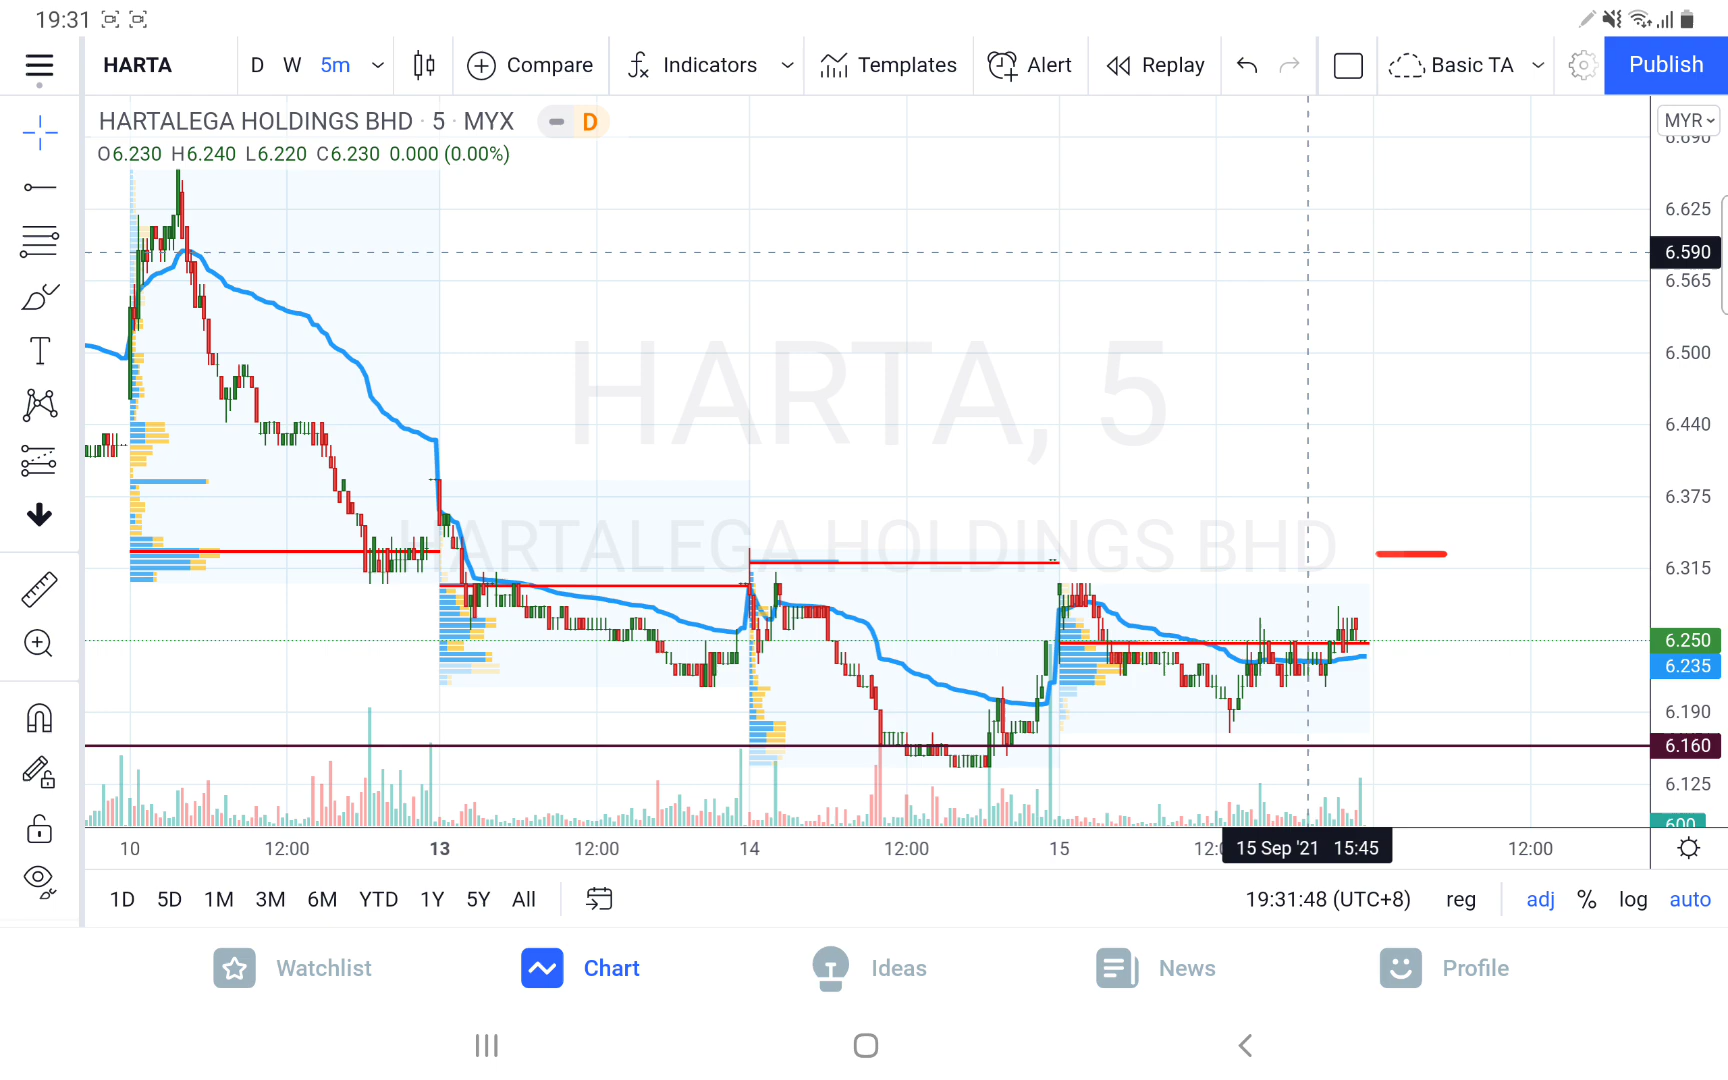 19:31
HARTA D W 5m Compare Indicators Templates Alert Replay Basic TA Publish
HARTALEGA HOLDINGS BHD · 5 · MYX D
O6.230 H6.240 L6.220 C6.230 0.000 (0.00%)
MYR
6.690
6.625
6.590
6.565
6.500
HARTA, 5
6.440
6.375
HARTALEGA HOLDINGS BHD
6.315
6.250
6.235
6.190
6.160
6.125
600
10 12:00 13 12:00 14 12:00 15 12:0 15 Sep '21 15:45 12:00
1D 5D 1M 3M 6M YTD 1Y 5Y All 19:31:48 (UTC+8) reg adj % log auto
Watchlist Chart Ideas News Profile